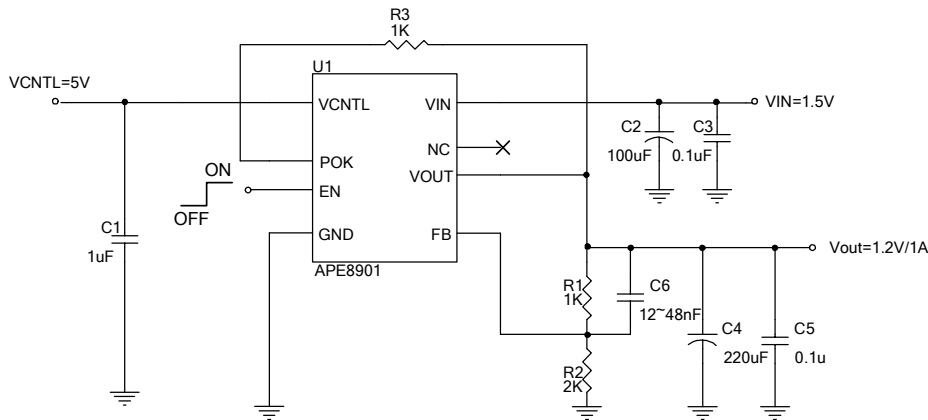 R3
1K
U1
VCNTL=5V
VCNTL
VIN
VIN=1.5V
C2
C3
100uF
0.1uF
NC
POK
ON
VOUT
EN
OFF
C1
1uF
GND
FB
Vout=1.2V/1A
APE8901
R1
1K
C6
12~48nF
C4
C5
220uF
0.1u
R2
2K